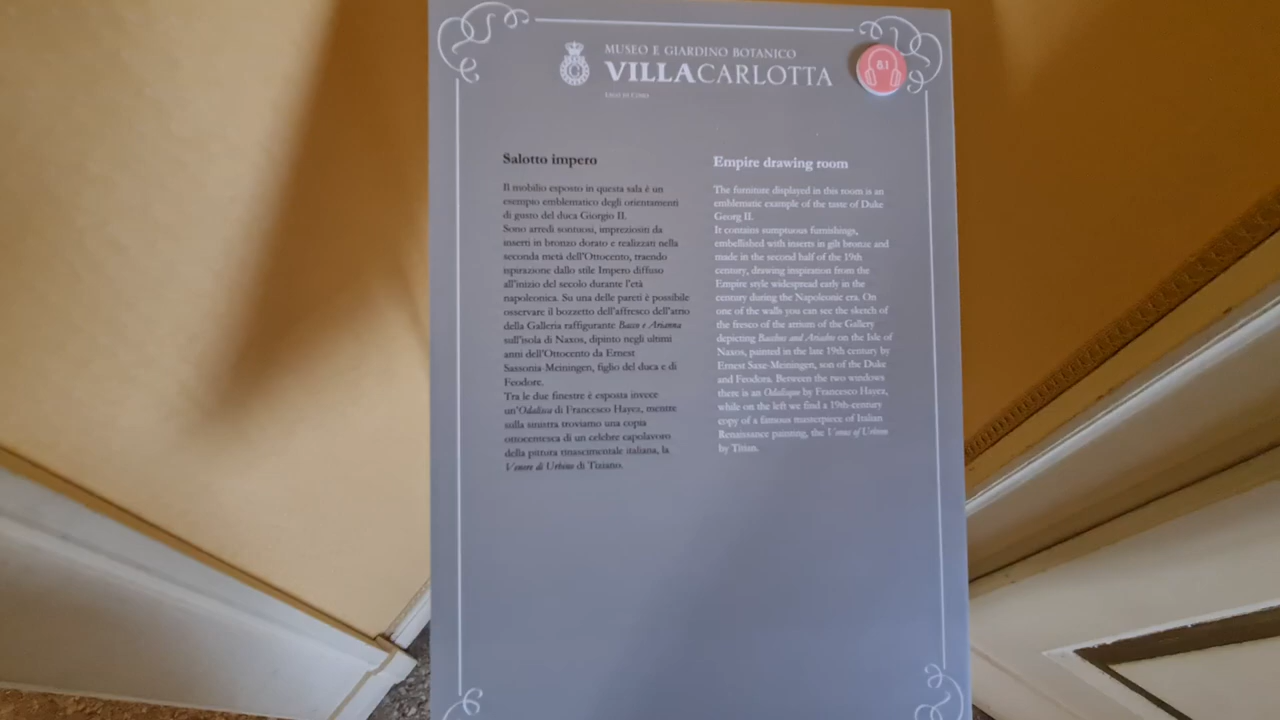 MUSEO E GIARDINO BOTANICO
VILLACARLOTTA
LAGO DI COMO
81
Salotto impero
Il mobilio esposto in questa sala è un
esempio emblematico degli orientamenti
di gusto del duca Giorgio II.
Sono arredi sontuosi, impreziositi da
inserti in bronzo dorato e realizzati nella
seconda metà dell'Ottocento, traendo
ispirazione dallo stile Impero diffuso
all'inizio del secolo durante l'età
napoleonica. Su una delle pareti è possibile
osservare il bozzetto dell'affresco dell'atrio
della Galleria raffigurante Bacco e Arianna
sull'isola di Naxos, dipinto negli ultimi
anni dell'Ottocento da Ernest
Sassonia-Meiningen, figlio del duca e di
Feodore.
Tra le due finestre è esposta invece
un'Odalisca di Francesco Hayez, mentre
sulla sinistra troviamo una copia
ottocentesca di un celebre capolavoro
della pittura rinascimentale italiana, la
Venere di Urbino di Tiziano.
Empire drawing room
The furniture displayed in this room is an
emblematic example of the taste of Duke
Georg II.
It contains sumptuous furnishings,
embellished with inserts in gilt bronze and
made in the second half of the 19th
century, drawing inspiration from the
Empire style widespread early in the
century during the Napoleonic era. On
one of the walls you can see the sketch of
the fresco of the atrium of the Gallery
depicting Bacchus and Ariadne on the Isle of
Naxos, painted in the late 19th century by
Ernest Saxe-Meiningen, son of the Duke
and Feodora. Between the two windows
there is an Odalisque by Francesco Hayez,
while on the left we find a 19th-century
copy of a famous masterpiece of Italian
Renaissance painting, the Venus of Urbino
by Titian.